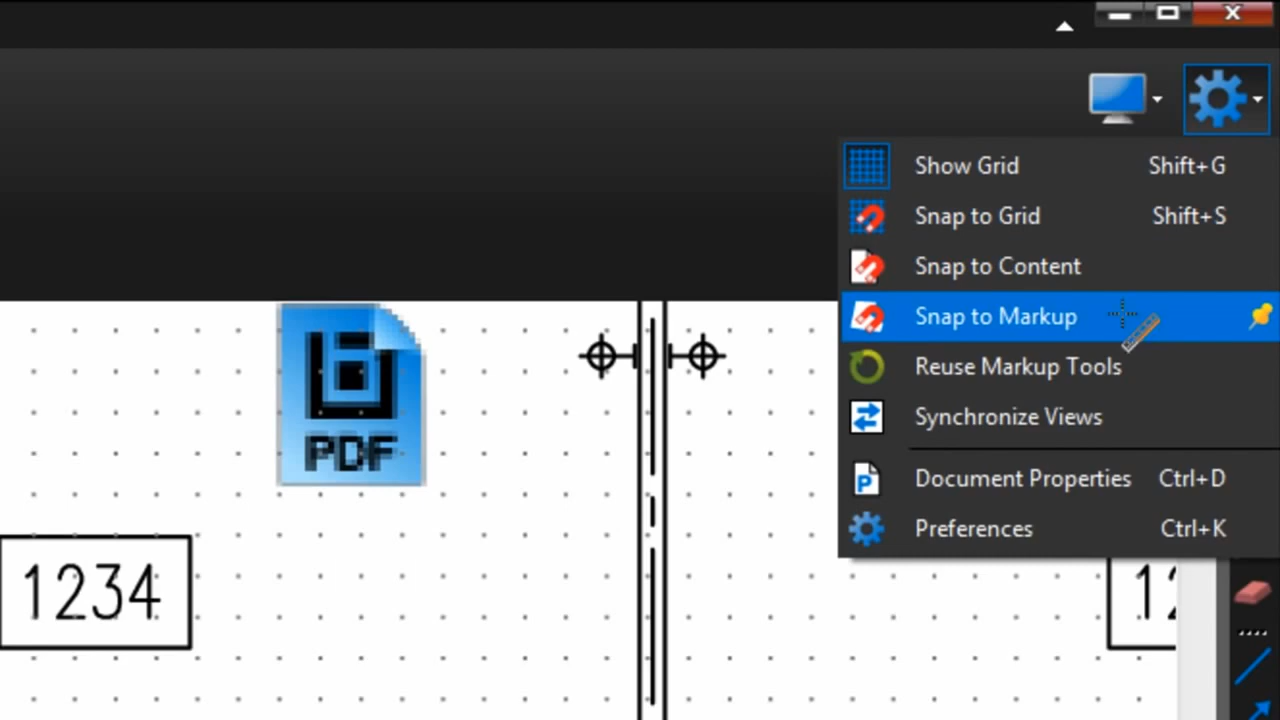 Show Grid Shift+G
Snap to Grid Shift+S
Snap to Content
Snap to Markup
Reuse Markup Tools
Synchronize Views
Document Properties Ctrl+D
Preferences Ctrl+K
PDF
1234
12